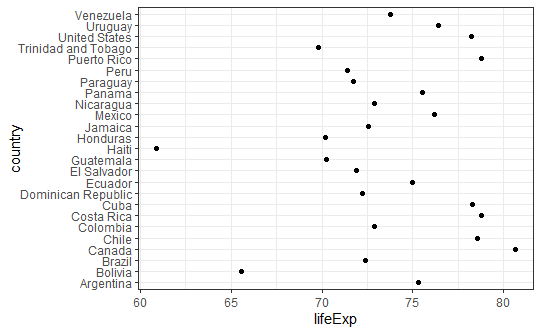 Venezuela
Uruguay
United States
Trinidad and Tobago
Puerto Rico
Peru
Paraguay
Panama
Nicaragua
Mexico
Jamaica
Honduras
Haiti
Guatemala
El Salvador
Ecuador
Dominican Republic
Cuba
Costa Rica
Colombia
Chile
Canada
Brazil
Bolivia
Argentina
country
60 65 70 75 80
lifeExp